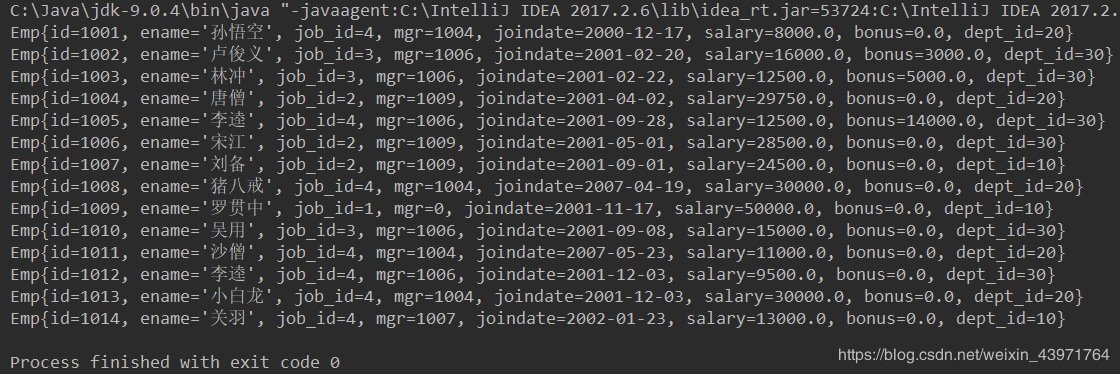 C:\Java\jdk-9.0.4\bin\java "-javaagent:C:\IntelliJ IDEA 2017.2.6\lib\idea_rt.jar=53724:C:\IntelliJ IDEA 2017.2.
Emp{id=1001, ename='孙悟空', job_id=4, mgr=1004, joindate=2000-12-17, salary=8000.0, bonus=0.0, dept_id=20}
Emp{id=1002, ename='卢俊义', job_id=3, mgr=1006, joindate=2001-02-20, salary=16000.0, bonus=3000.0, dept_id=30}
Emp{id=1003, ename='林冲', job_id=3, mgr=1006, joindate=2001-02-22, salary=12500.0, bonus=5000.0, dept_id=30}
Emp{id=1004, ename='唐僧', job_id=2, mgr=1009, joindate=2001-04-02, salary=29750.0, bonus=0.0, dept_id=20}
Emp{id=1005, ename='李逵', job_id=4, mgr=1006, joindate=2001-09-28, salary=12500.0, bonus=14000.0, dept_id=30}
Emp{id=1006, ename='宋江', job_id=2, mgr=1009, joindate=2001-05-01, salary=28500.0, bonus=0.0, dept_id=30}
Emp{id=1007, ename='刘备', job_id=2, mgr=1009, joindate=2001-09-01, salary=24500.0, bonus=0.0, dept_id=10}
Emp{id=1008, ename='猪八戒', job_id=4, mgr=1004, joindate=2007-04-19, salary=30000.0, bonus=0.0, dept_id=20}
Emp{id=1009, ename='罗贯中', job_id=1, mgr=0, joindate=2001-11-17, salary=50000.0, bonus=0.0, dept_id=10}
Emp{id=1010, ename='吴用', job_id=3, mgr=1006, joindate=2001-09-08, salary=15000.0, bonus=0.0, dept_id=30}
Emp{id=1011, ename='沙僧', job_id=4, mgr=1004, joindate=2007-05-23, salary=11000.0, bonus=0.0, dept_id=20}
Emp{id=1012, ename='李逵', job_id=4, mgr=1006, joindate=2001-12-03, salary=9500.0, bonus=0.0, dept_id=30}
Emp{id=1013, ename='小白龙', job_id=4, mgr=1004, joindate=2001-12-03, salary=30000.0, bonus=0.0, dept_id=20}
Emp{id=1014, ename='关羽', job_id=4, mgr=1007, joindate=2002-01-23, salary=13000.0, bonus=0.0, dept_id=10}
Process finished with exit code 0
https://blog.csdn.net/weixin_43971764